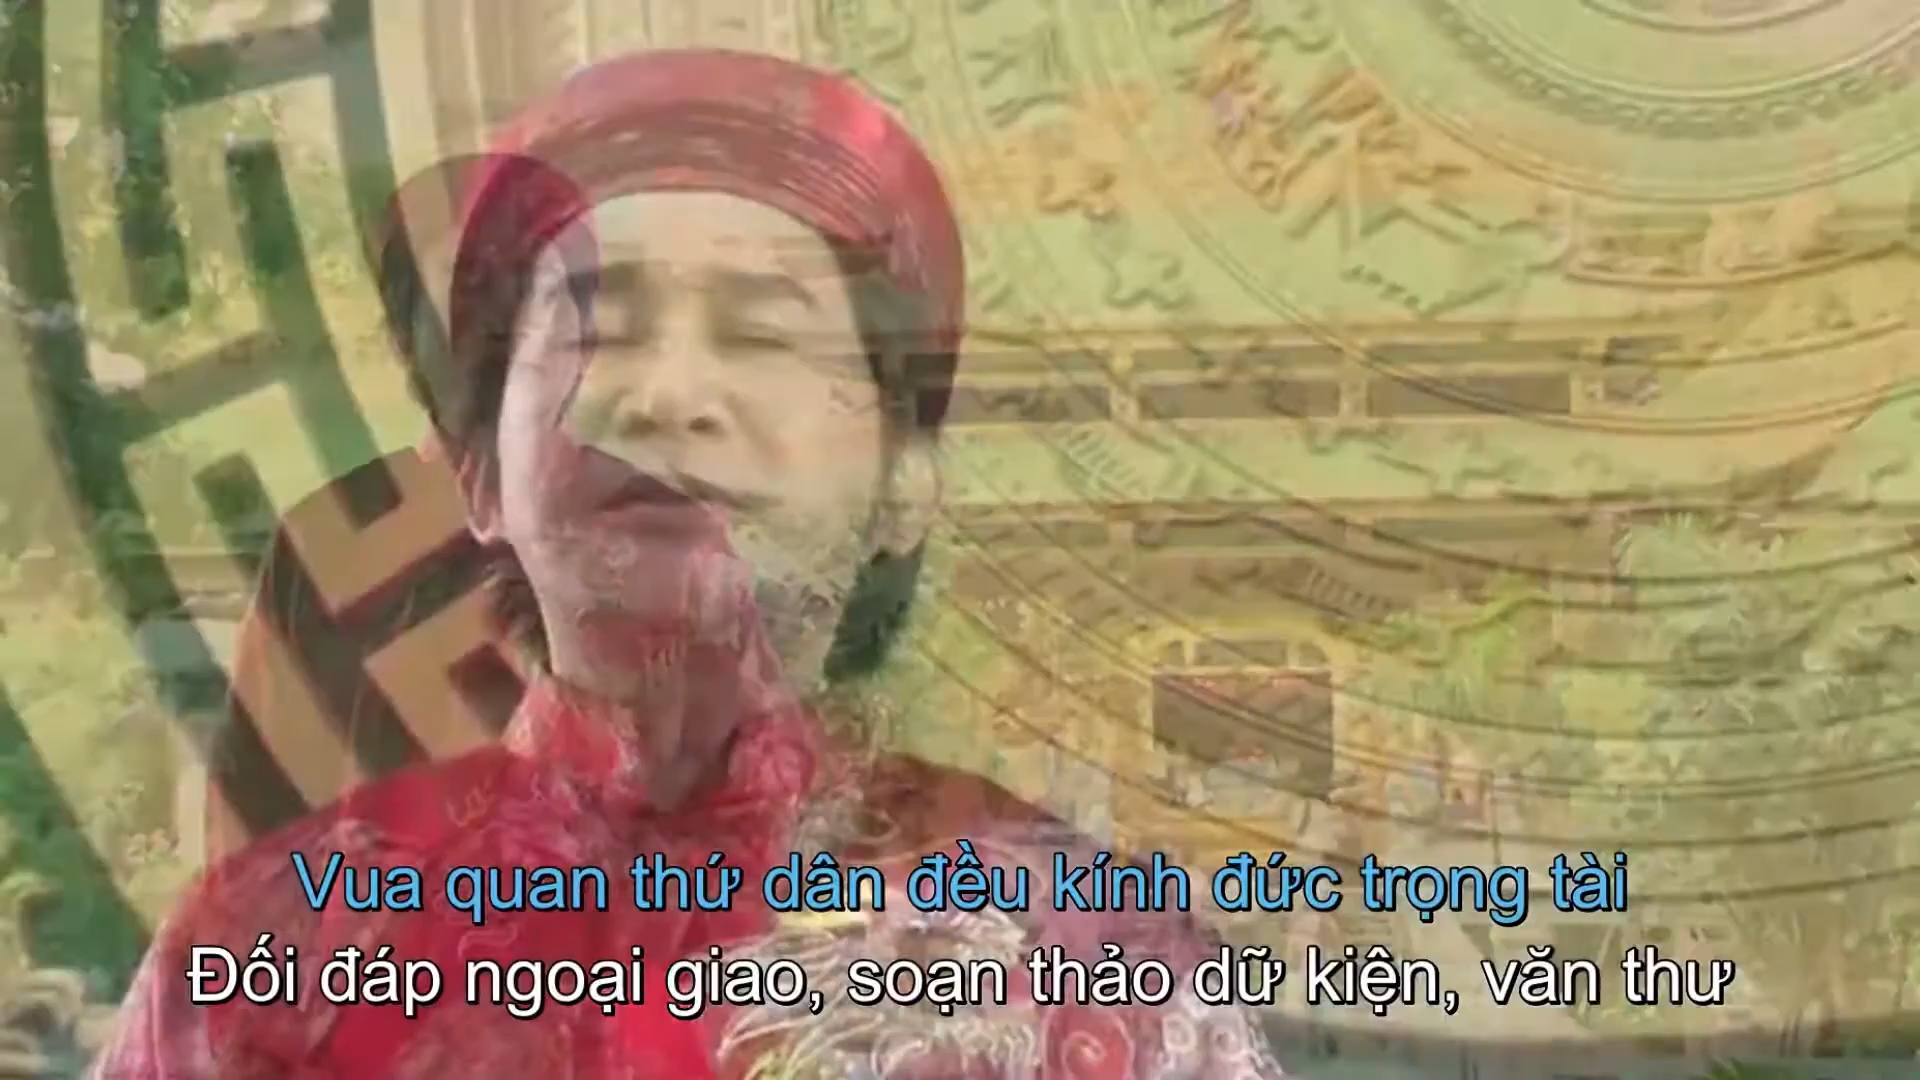 Vua quan thứ dân đều kính đức trọng tài
Đối đáp ngoại giao, soạn thảo dữ kiện, văn thư